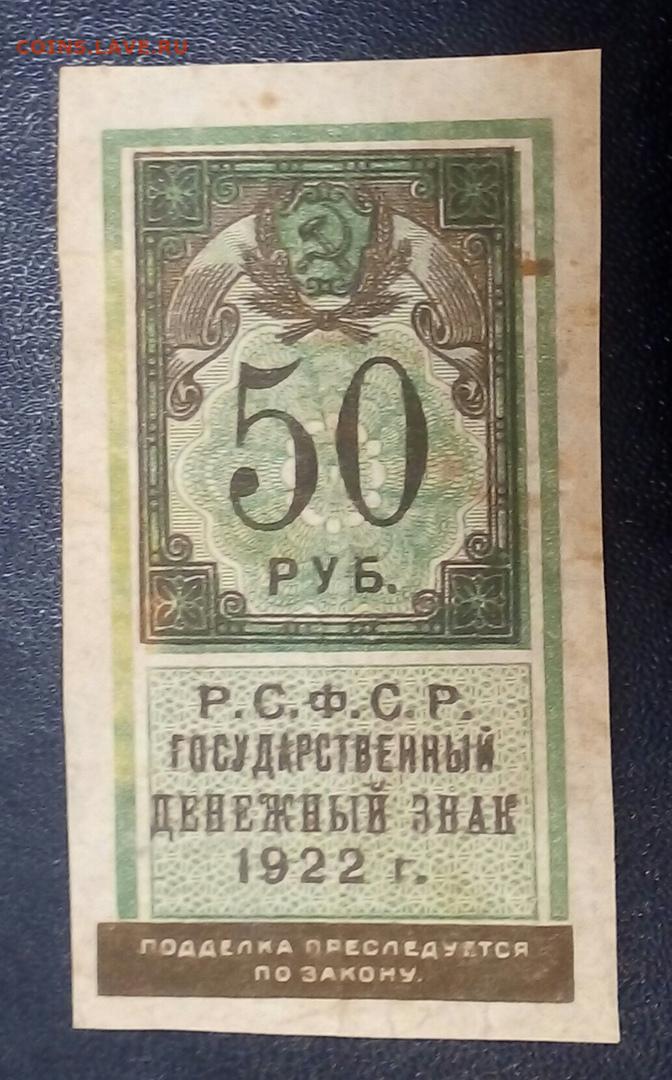 COINS.LAVE.RU
50
РУБ.
Р.С.Ф.С.Р.
ГОСУДАРСТВЕННЫЙ
ДЕНЕЖНЫЙ ЗНАК
1922 г.
ПОДДЕЛКА ПРЕСЛЕДУЕТСЯ
ПО ЗАКОНУ.